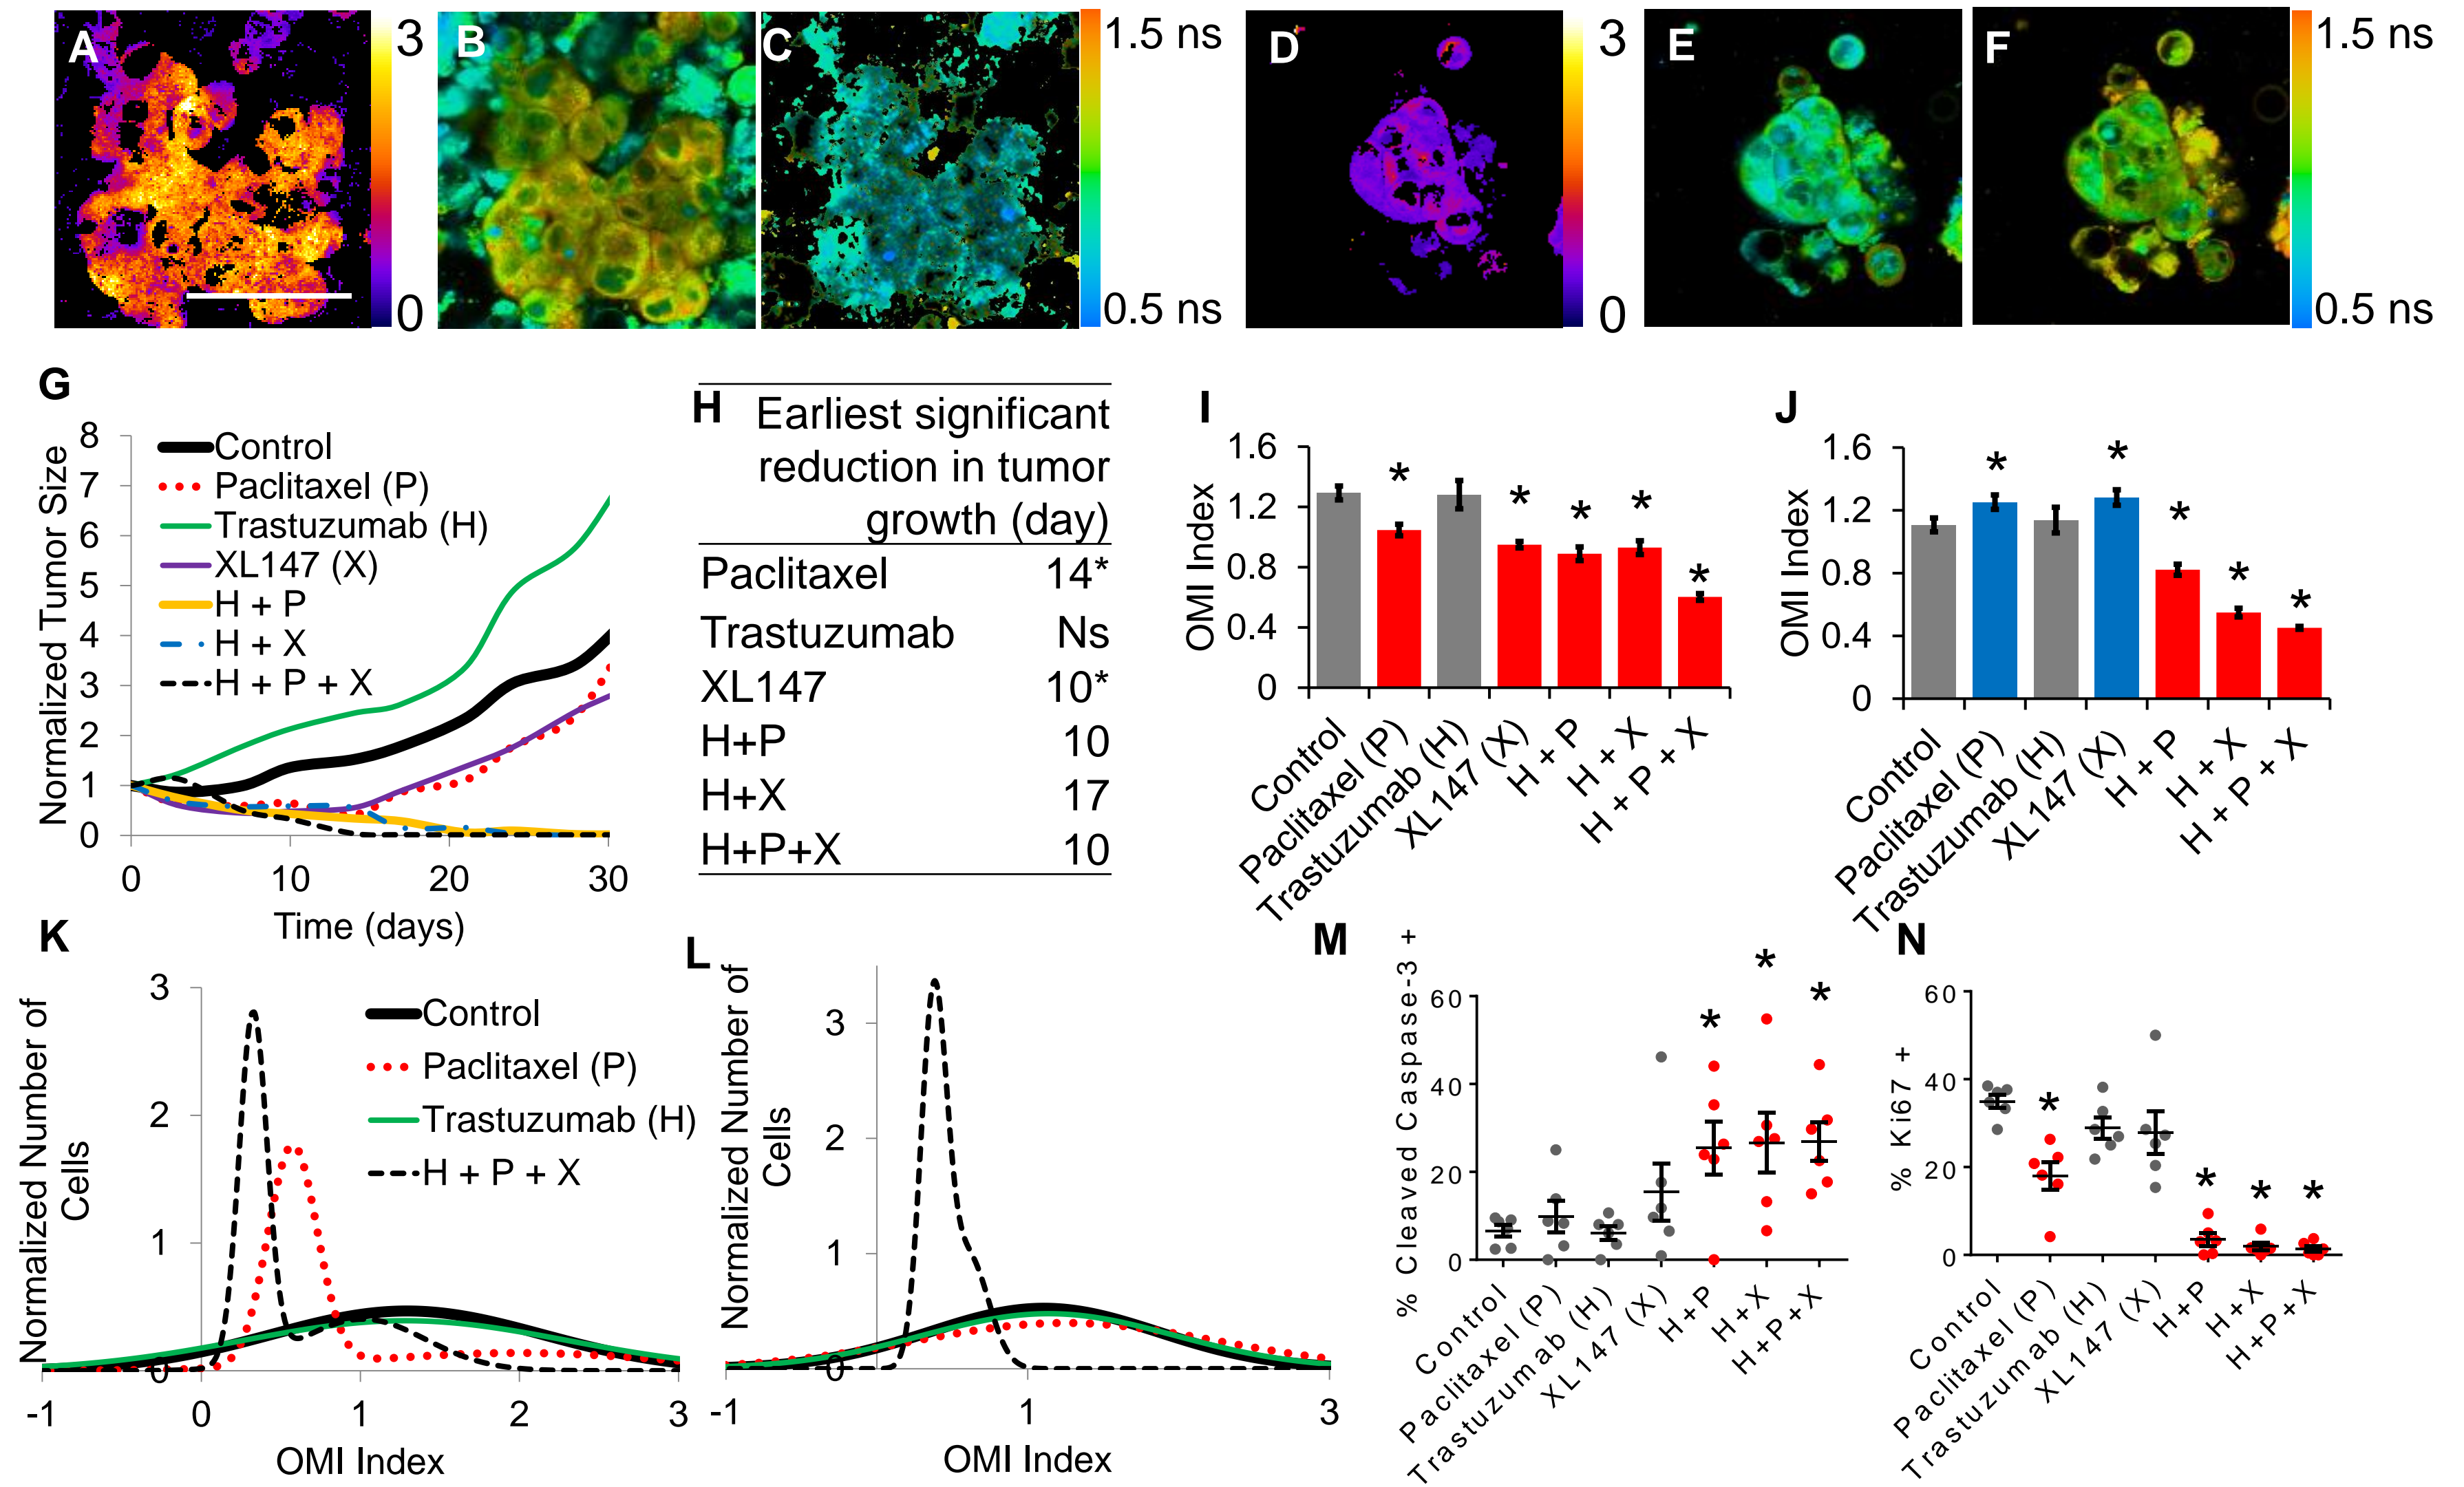 A
3
0
B
C
1.5 ns
0.5 ns
D
3
0
E
F
1.5 ns
0.5 ns
G
Normalized Tumor Size
8
7
6
5
4
3
2
1
0
Control
Paclitaxel (P)
Trastuzumab (H)
XL147 (X)
H + P
H + X
H + P + X
0
10
20
30
Time (days)
H
Earliest significant
reduction in tumor
growth (day)
Paclitaxel 14*
Trastuzumab Ns
XL147 10*
H+P 10
H+X 17
H+P+X 10
I
OMI Index
1.6
1.2
0.8
0.4
0
* * * * *
Control
Paclitaxel (P)
Trastuzumab (H)
XL147 (X)
H + P
H + X
H + P + X
J
OMI Index
1.6
1.2
0.8
0.4
0
* * * * *
Control
Paclitaxel (P)
Trastuzumab (H)
XL147 (X)
H + P
H + X
H + P + X
K
Normalized Number of
Cells
3
2
1
0
Control
Paclitaxel (P)
Trastuzumab (H)
H + P + X
-1
0
1
2
3
OMI Index
L
Normalized Number of
Cells
3
2
1
0
-1
1
3
OMI Index
M
% Cleaved Caspase-3 +
60
40
20
0
* * *
Control
Paclitaxel (P)
Trastuzumab (H)
XL147 (X)
H+P
H+X
H+P+X
N
% Ki67 +
60
40
20
0
* * * *
Control
Paclitaxel (P)
Trastuzumab (H)
XL147 (X)
H+P
H+X
H+P+X